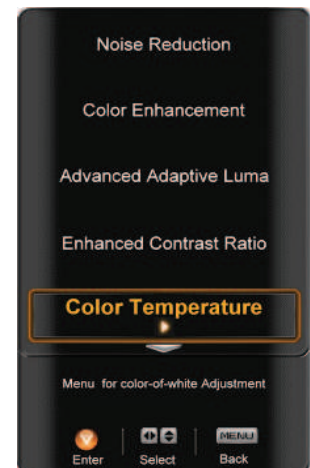 Noise Reduction
Color Enhancement
Advanced Adaptive Luma
Enhanced Contrast Ratio
Color Temperature
Menu for color-of-white Adjustment
MENU
Enter Select Back